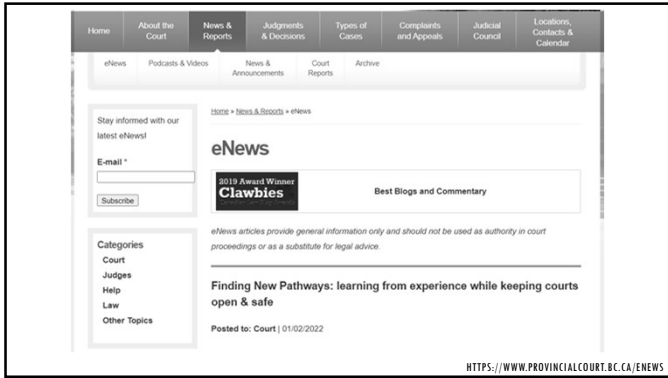 Home
About the
Court
News &
Reports
Judgments
& Decisions
Types of
Cases
Complaints
and Appeals
Judicial
Council
Locations,
Contacts &
Calendar
eNews
Podcasts & Videos
News &
Announcements
Court
Reports
Archive
Stay informed with our
latest eNews!
E-mail *
Subscribe
Categories
Court
Judges
Help
Law
Other Topics
Home » News & Reports » eNews
eNews
2019 Award Winner
Clawbies
Best Blogs and Commentary
eNews articles provide general information only and should not be used as authority in court
proceedings or as a substitute for legal advice.
Finding New Pathways: learning from experience while keeping courts
open & safe
Posted to: Court | 01/02/2022
HTTPS://WWW.PROVINCIALCOURT.BC.CA/ENEWS